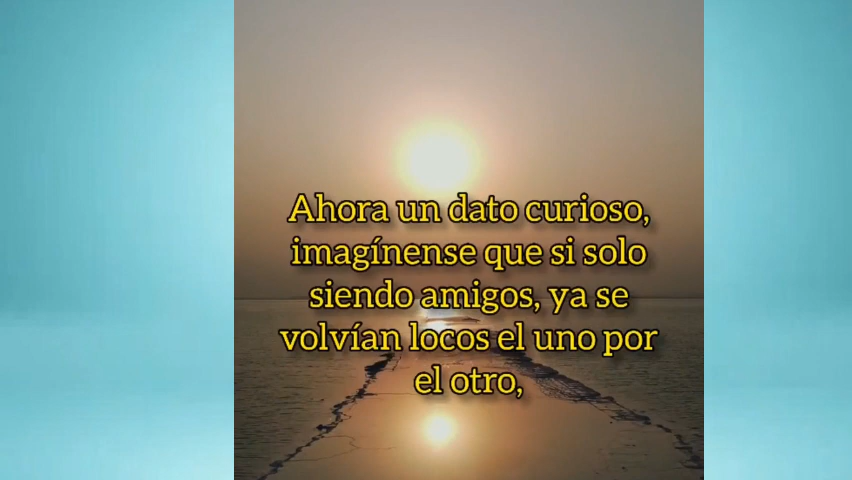 Ahora un dato curioso,
imagínense que si solo
siendo amigos, ya se
volvían locos el uno por
el otro,